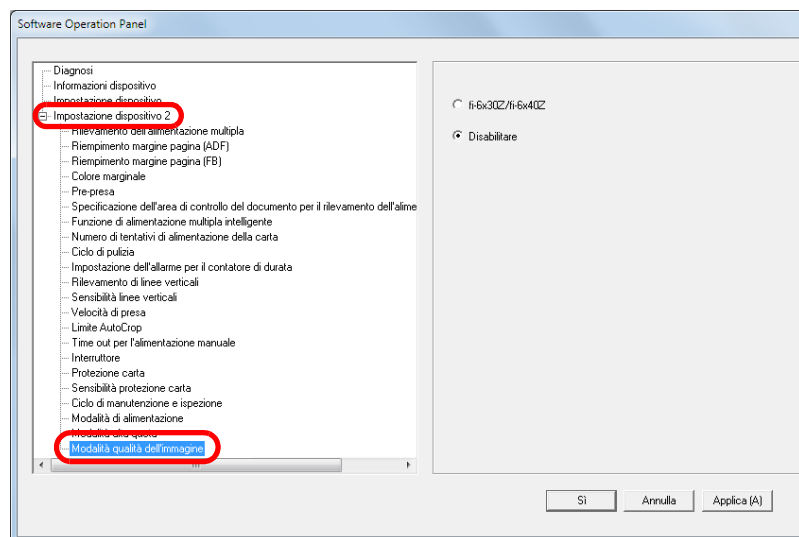 Software Operation Panel
Diagnosi
Informazioni dispositivo
Impostazione dispositivo
Impostazione dispositivo 2
Rilevamento dell'alimentazione multipla
Riempimento margine pagina (ADF)
Riempimento margine pagina (FB)
Colore marginale
Pre-presa
Specificazione dell'area di controllo del documento per il rilevamento dell'alime
Funzione di alimentazione multipla intelligente
Numero di tentativi di alimentazione della carta
Ciclo di pulizia
Impostazione dell'allarme per il contatore di durata
Rilevamento di linee verticali
Sensibilità linee verticali
Velocità di presa
Limite AutoCrop
Time out per l'alimentazione manuale
Interruttore
Protezione carta
Sensibilità protezione carta
Ciclo di manutenzione e ispezione
Modalità di alimentazione
Modalità alta quota
Modalità qualità dell'immagine
fi-6x30Z/fi-6x40Z
Disabilitare
Sì
Annulla
Applica (A)